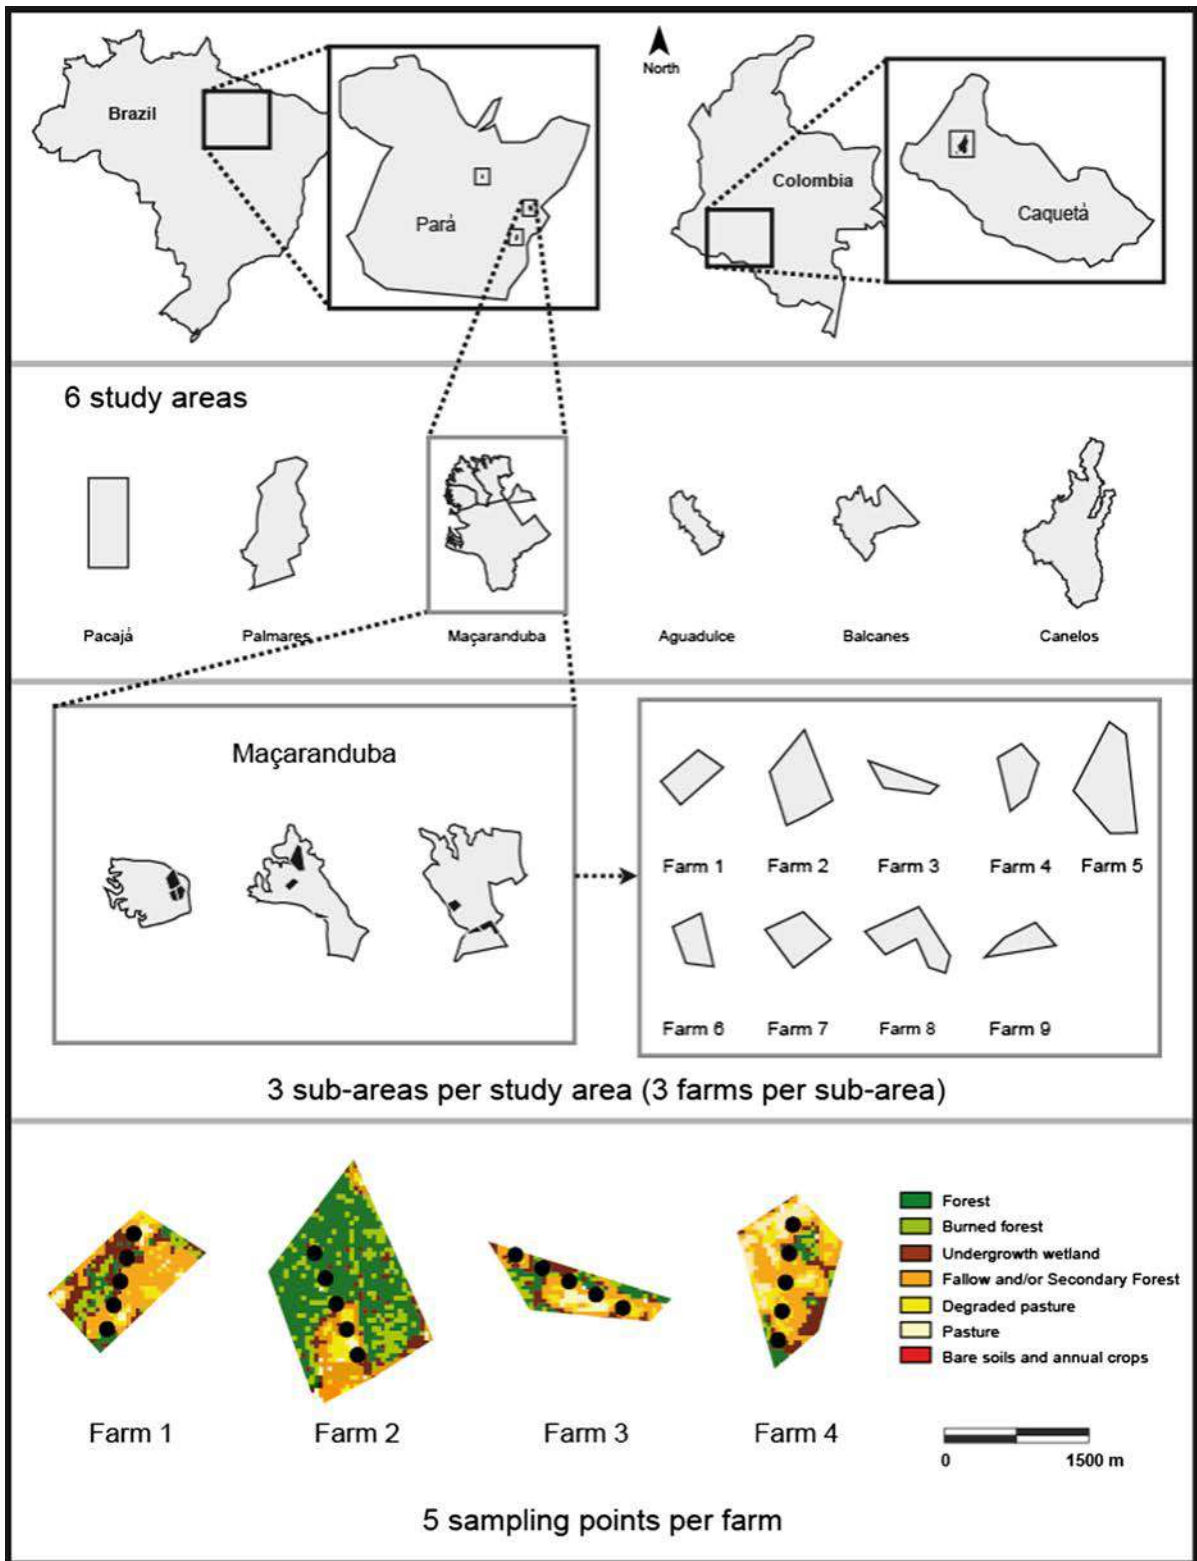 Brazil
Pará
North
Colombia
Caquetá
6 study areas
Pacajá
Palmares
Maçaranduba
Aguadulce
Balcanes
Canelos
Maçaranduba
Farm 1
Farm 2
Farm 3
Farm 4
Farm 5
Farm 6
Farm 7
Farm 8
Farm 9
3 sub-areas per study area (3 farms per sub-area)
Forest
Burned forest
Undergrowth wetland
Fallow and/or Secondary Forest
Degraded pasture
Pasture
Bare soils and annual crops
Farm 1
Farm 2
Farm 3
Farm 4
0 1500 m
5 sampling points per farm